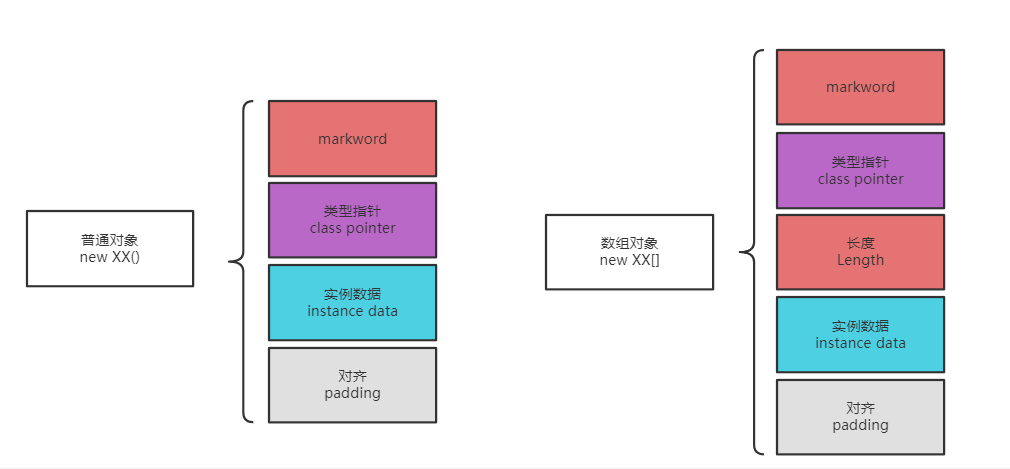 普通对象
new XX()
markword
类型指针
class pointer
实例数据
instance data
对齐
padding
数组对象
new XX[]
markword
类型指针
class pointer
长度
Length
实例数据
instance data
对齐
padding